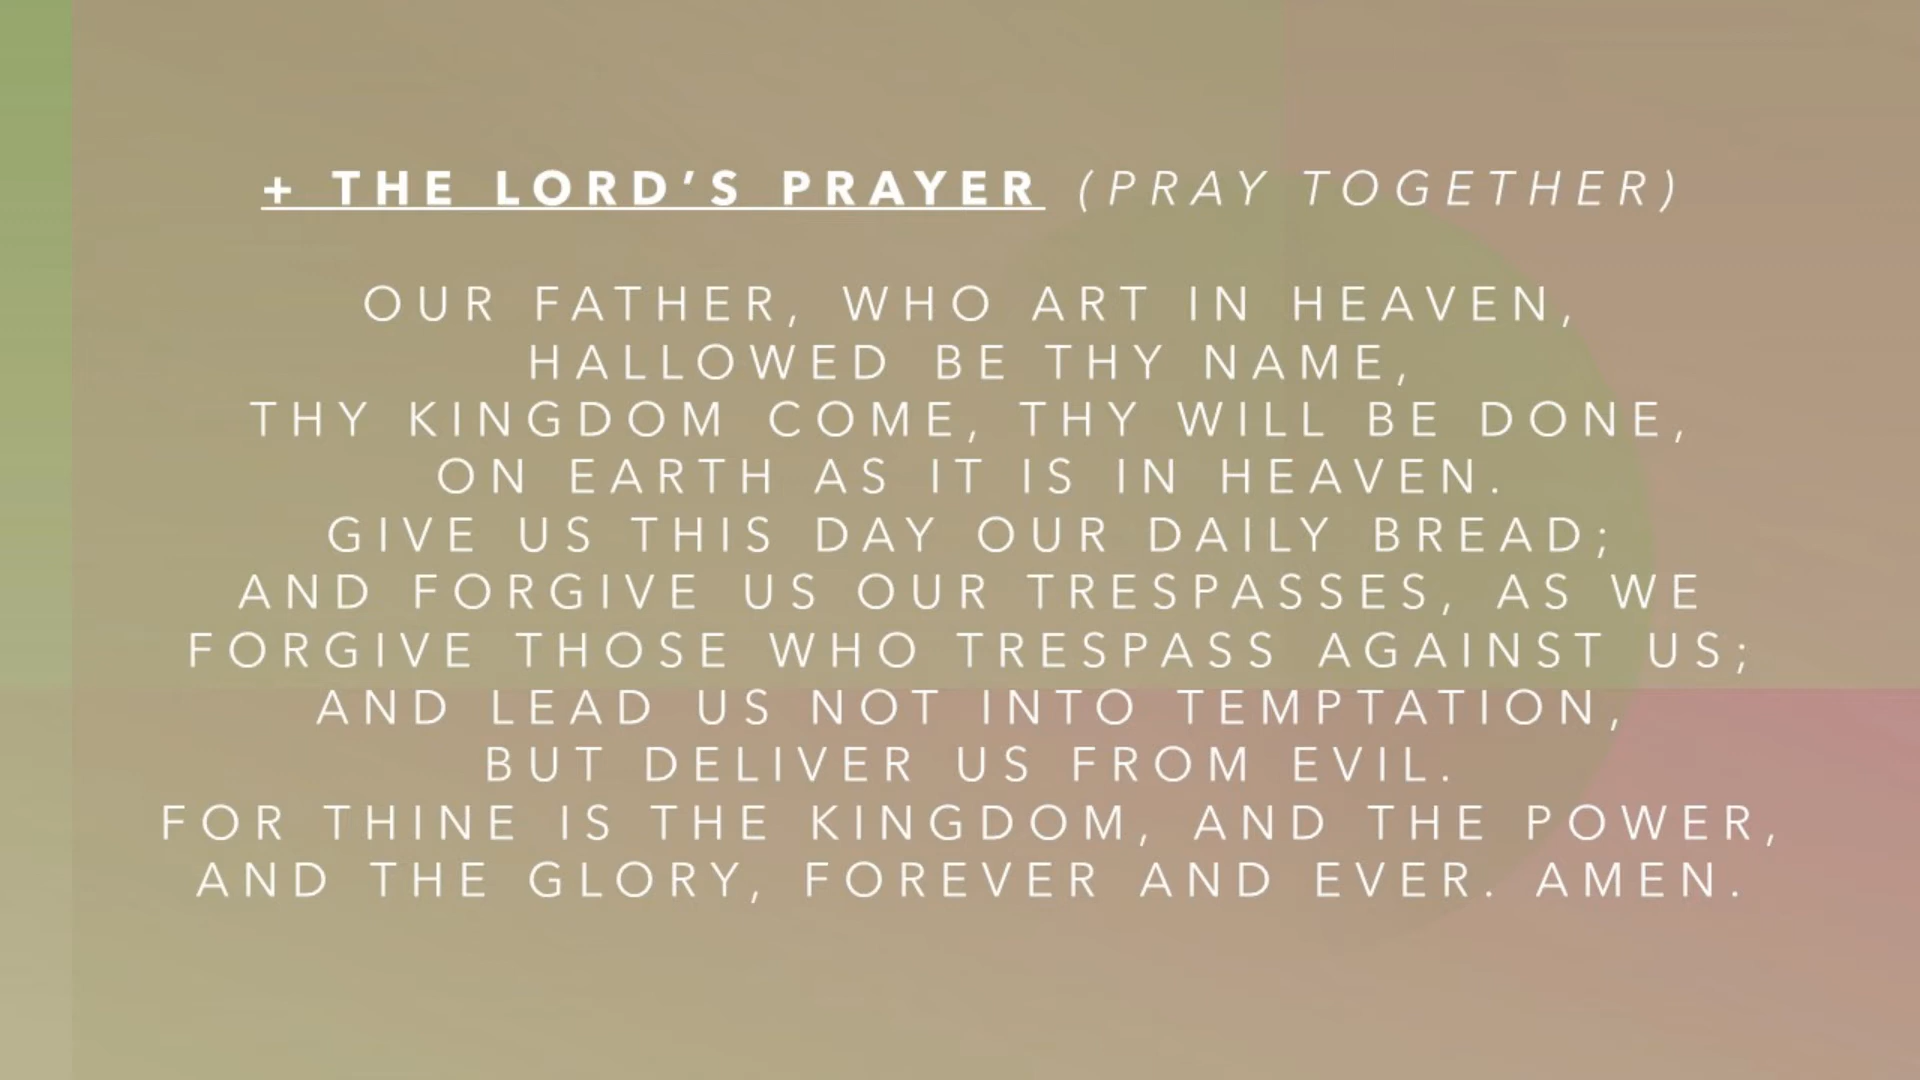 + THE LORD’S PRAYER (PRAY TOGETHER)
OUR FATHER, WHO ART IN HEAVEN,
HALLOWED BE THY NAME,
THY KINGDOM COME, THY WILL BE DONE,
ON EARTH AS IT IS IN HEAVEN.
GIVE US THIS DAY OUR DAILY BREAD;
AND FORGIVE US OUR TRESPASSES, AS WE
FORGIVE THOSE WHO TRESPASS AGAINST US;
AND LEAD US NOT INTO TEMPTATION,
BUT DELIVER US FROM EVIL.
FOR THINE IS THE KINGDOM, AND THE POWER,
AND THE GLORY, FOREVER AND EVER. AMEN.